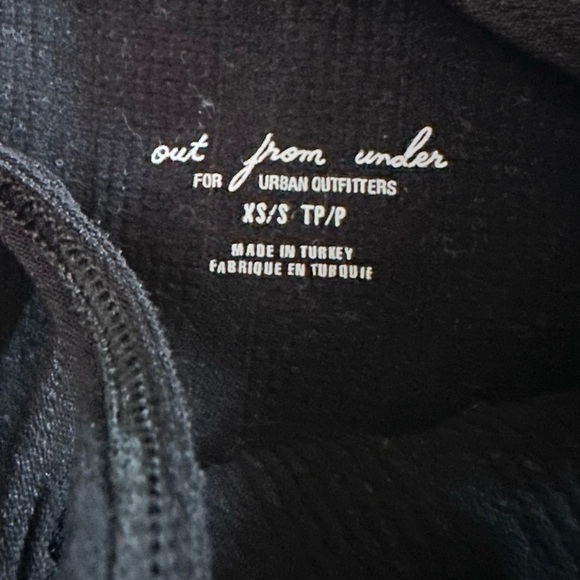 out from under
FOR URBAN OUTFITTERS
XS/S TP/P
MADE IN TURKEY
FABRIQUE EN TURQUIE